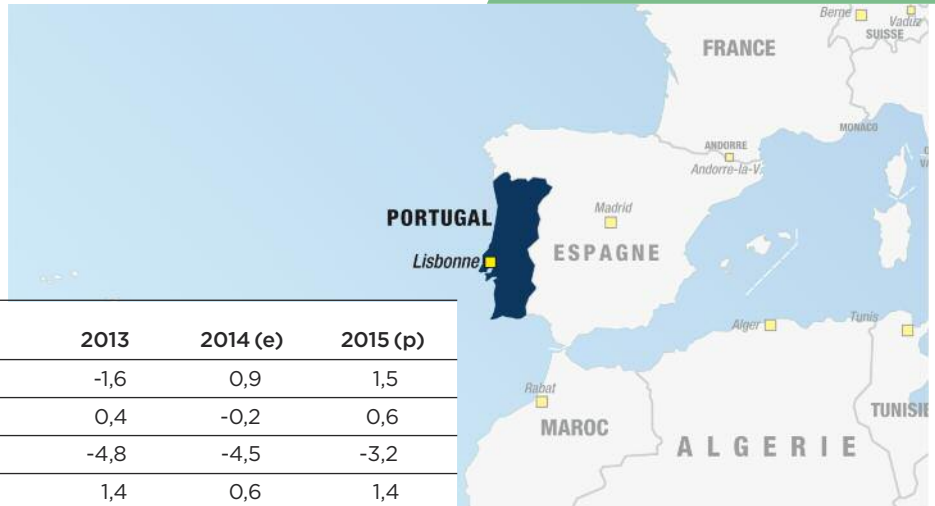 Berne
Vaduz
SUISSE
FRANCE
MONACO
ANDORRE
Andorre-la-V.
PORTUGAL
Madrid
Lisbonne
ESPAGNE
2013 2014 (e) 2015 (p)
-1,6 0,9 1,5
0,4 -0,2 0,6
-4,8 -4,5 -3,2
1,4 0,6 1,4
Alger
Tunis
Rabat
MAROC
ALGERIE
TUNISIE